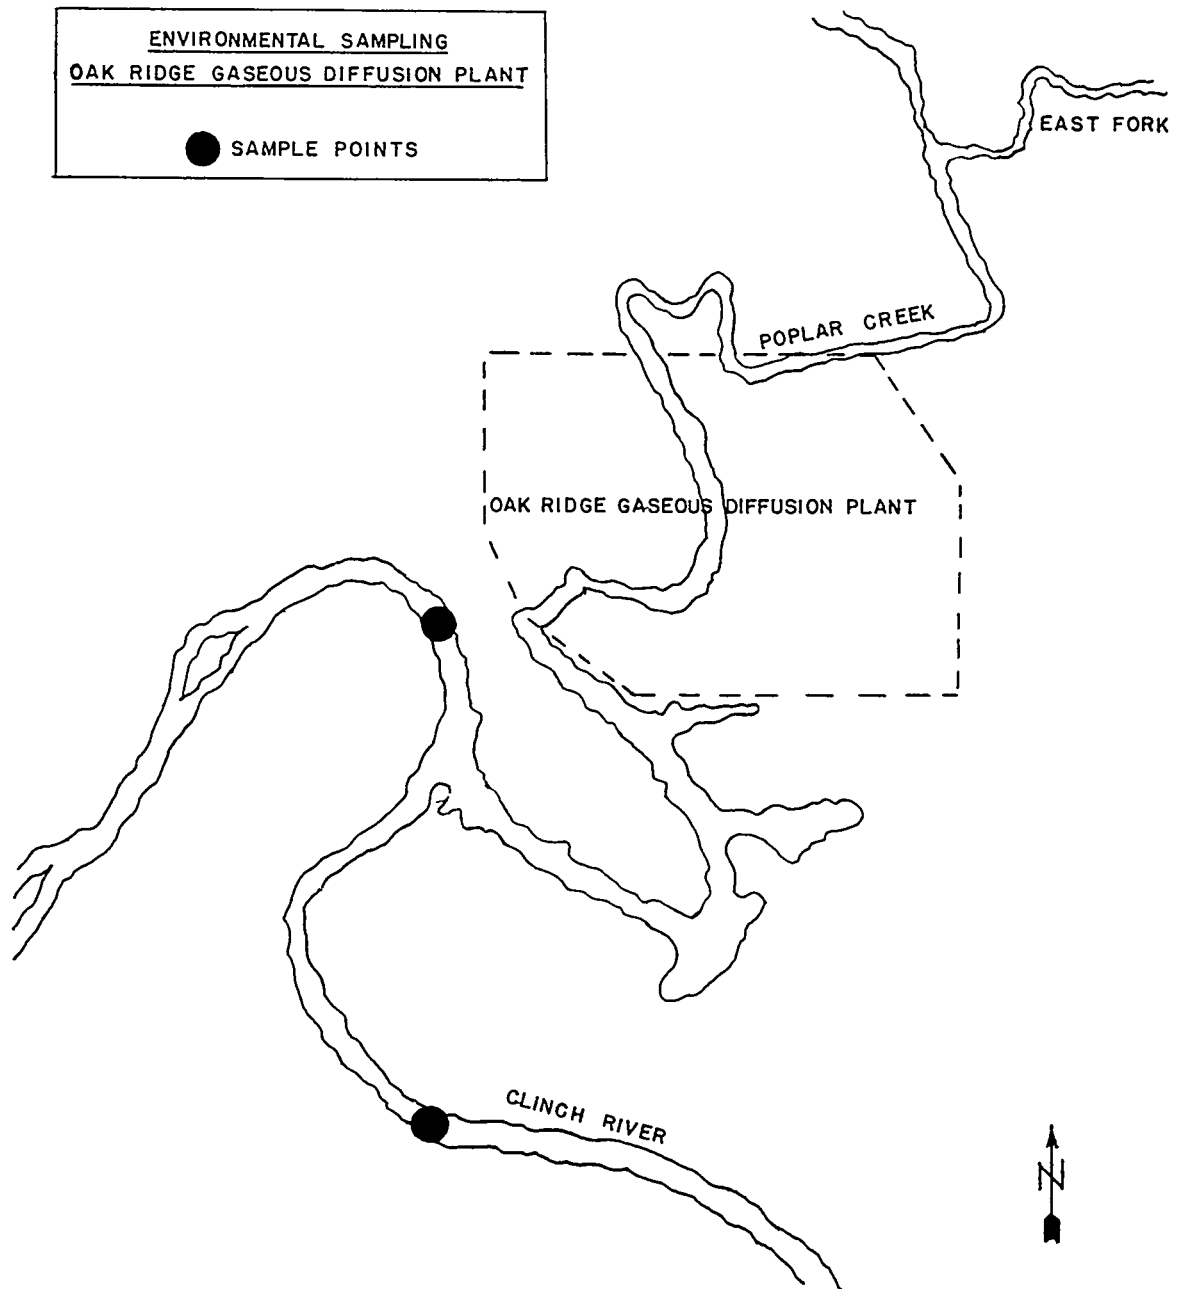 ENVIRONMENTAL SAMPLING
OAK RIDGE GASEOUS DIFFUSION PLANT
SAMPLE POINTS
EAST FORK
POPLAR CREEK
OAK RIDGE GASEOUS DIFFUSION PLANT
CLINCH RIVER
N